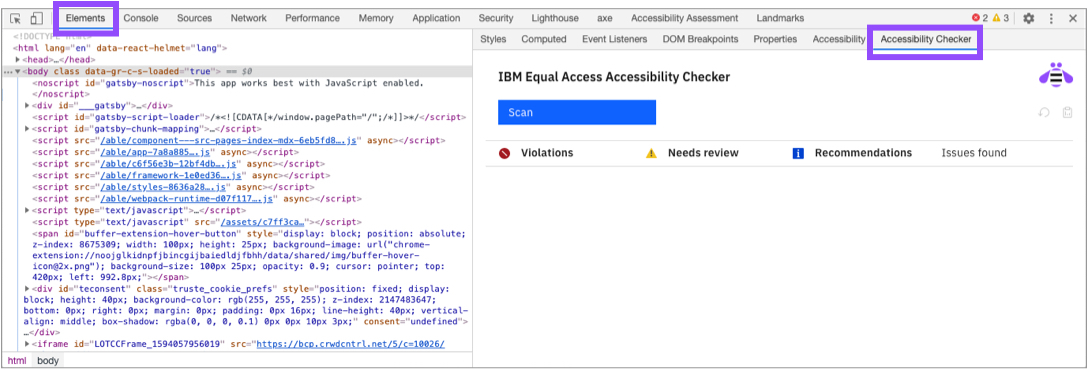 Elements Console Sources Network Performance Memory Application Security Lighthouse axe Accessibility Assessment Landmarks 2 3
<!DOCTYPE html>
<html lang="en" data-react-helmet="lang">
<head>…</head>
…<body class data-gr-c-s-loaded="true"> == $0
<noscript id="gatsby-noscript">This app works best with JavaScript enabled.
</noscript>
<div id="___gatsby">…</div>
<script id="gatsby-script-loader">/*<![CDATA[*/window.pagePath="/";/*]]>*/</script>
<script id="gatsby-chunk-mapping">…</script>
<script src="/able/component---src-pages-index-mdx-6eb5fd8….js" async></script>
<script src="/able/app-7a8a885….js" async></script>
<script src="/able/c6f56e3b-12bf4db….js" async></script>
<script src="/able/framework-1e0ed36….js" async></script>
<script src="/able/styles-8636a28….js" async></script>
<script src="/able/webpack-runtime-d07f117….js" async></script>
<script type="text/javascript">…</script>
<script type="text/javascript" src="/assets/c7ff3ca…"></script>
<span id="buffer-extension-hover-button" style="display: block; position: absolute;
z-index: 8675309; width: 100px; height: 25px; background-image: url("chrome-
extension://noojglkidnpfjbincgijbaiedldjfbhh/data/shared/img/buffer-hover-
icon@2x.png"); background-size: 100px 25px; opacity: 0.9; cursor: pointer; top:
420px; left: 992.8px;"></span>
<div id="teconsent" class="truste_cookie_prefs" style="position: fixed; display:
block; height: 40px; background-color: rgb(255, 255, 255); z-index: 2147483647;
bottom: 0px; right: 0px; margin: 0px; padding: 0px 16px; line-height: 40px; vertical-
align: middle; box-shadow: rgba(0, 0, 0, 0.1) 0px 0px 10px 3px;" consent="undefined">
…</div>
<iframe id="LOTCCFrame_1594057956019" src="https://bcp.crwdcntrl.net/5/c=10026/
html body
Styles Computed Event Listeners DOM Breakpoints Properties Accessibility Accessibility Checker
IBM Equal Access Accessibility Checker
Scan
Violations Needs review Recommendations Issues found